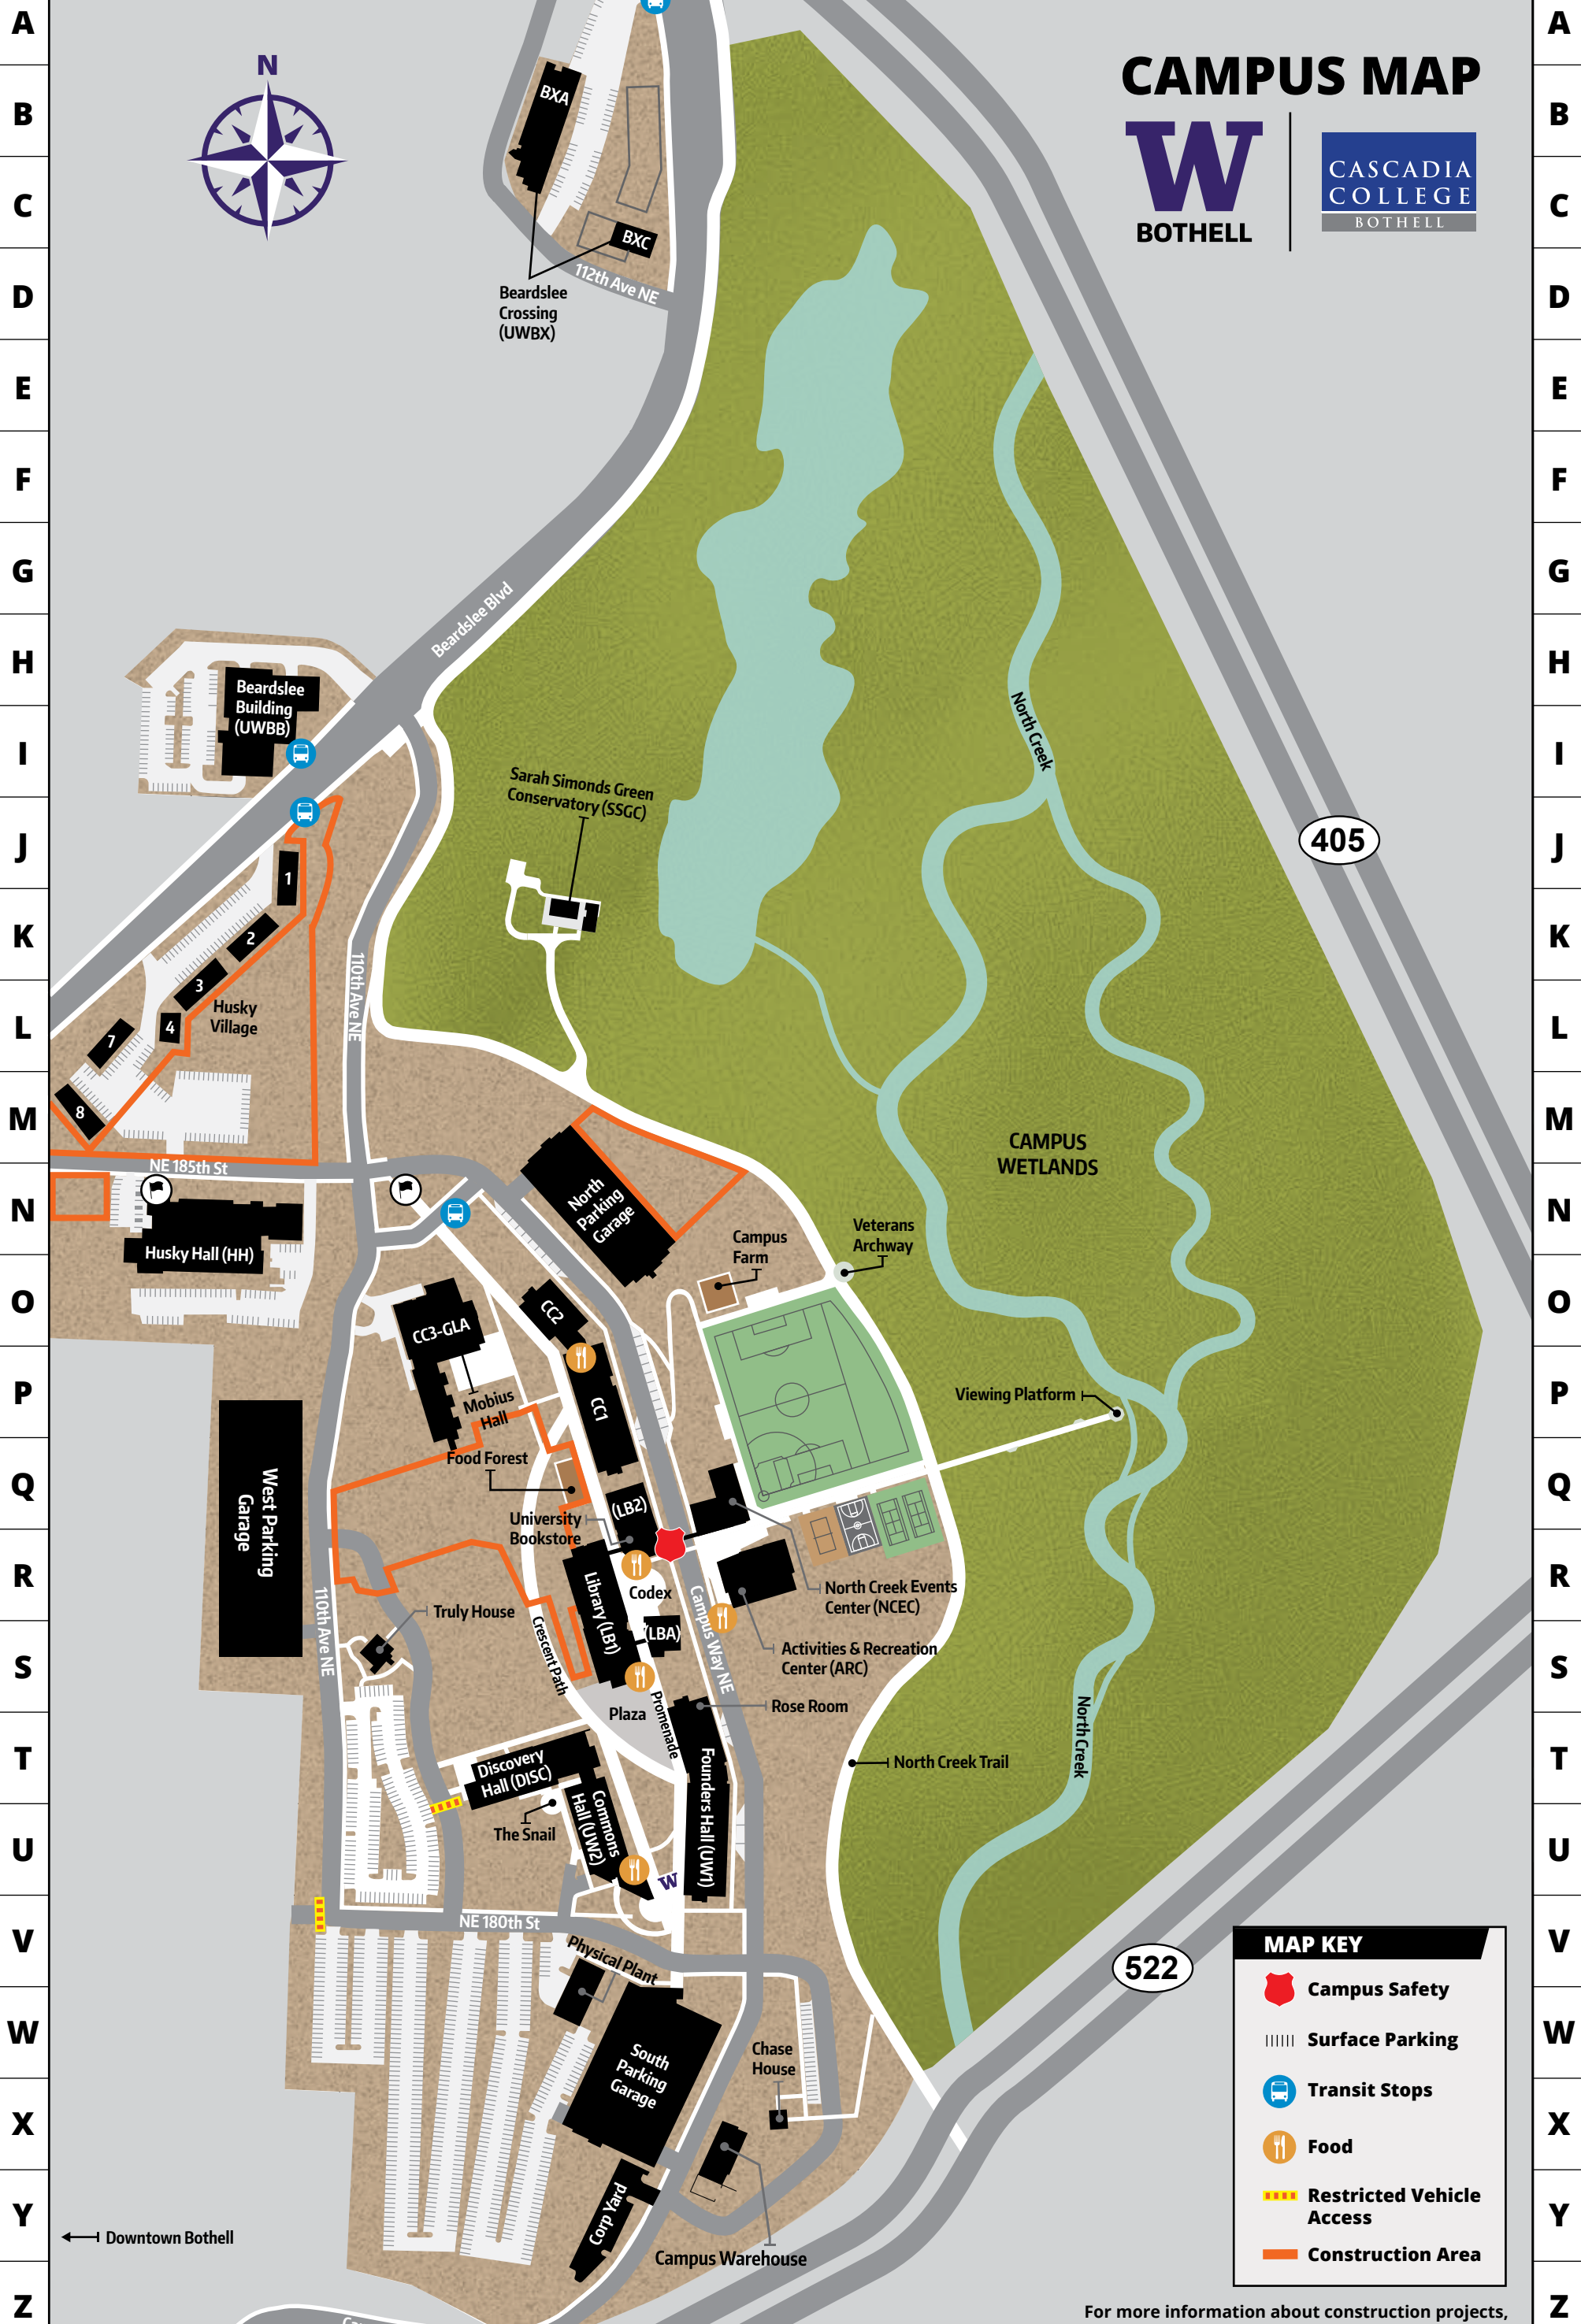 A
A
B
B
C
C
D
D
E
E
F
F
G
G
H
H
I
I
J
J
K
K
L
L
M
M
N
N
O
O
P
P
Q
Q
R
R
S
S
T
T
U
U
V
V
W
W
X
X
Y
Y
Z
Z
N
CAMPUS MAP
W
BOTHELL
CASCADIA
COLLEGE
BOTHELL
BXA
BXC
112th Ave NE
Beardslee
Crossing
(UWBX)
Beardslee Blvd
Beardslee
Building
(UWBB)
North Creek
Sarah Simonds Green
Conservatory (SSGC)
405
1
2
3
4
7
8
Husky
Village
110th Ave NE
CAMPUS
WETLANDS
NE 185th St
North
Parking
Garage
Husky Hall (HH)
Campus
Farm
Veterans
Archway
CC2
CC3-GLA
CC1
Mobius
Hall
Viewing Platform
Food Forest
West Parking
Garage
(LB2)
University
Bookstore
Library (LB1)
Codex
North Creek Events
Center (NCEC)
Truly House
110th Ave NE
(LBA)
Campus Way NE
Crescent Path
Activities & Recreation
Center (ARC)
Rose Room
Plaza
Promenade
North Creek
North Creek Trail
Discovery
Hall (DISC)
Commons
Hall (UW2)
Founders Hall (UW1)
The Snail
W
NE 180th St
Physical Plant
522
South
Parking
Garage
Chase
House
Corp Yard
Campus Warehouse
Downtown Bothell
MAP KEY
Campus Safety
Surface Parking
Transit Stops
Food
Restricted Vehicle
Access
Construction Area
For more information about construction projects,